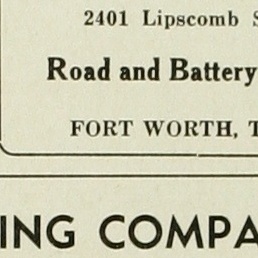 2401 Lipscomb S
Road and Battery
FORT WORTH, T
ING COMPA